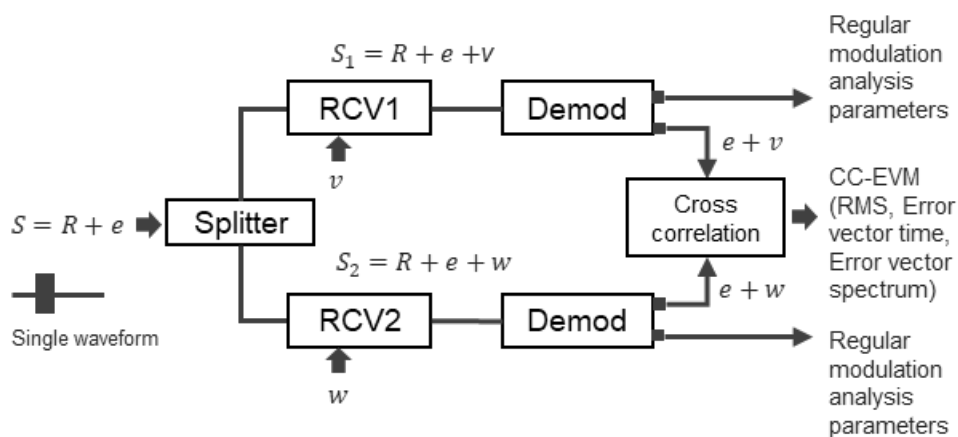 Regular
modulation
analysis
parameters
S₁ = R + e +v
RCV1
Demod
v
e + v
S = R + e
Splitter
Cross
correlation
CC-EVM
(RMS, Error
vector time,
Error vector
spectrum)
S₂ = R + e + w
e + w
Single waveform
RCV2
Demod
w
Regular
modulation
analysis
parameters